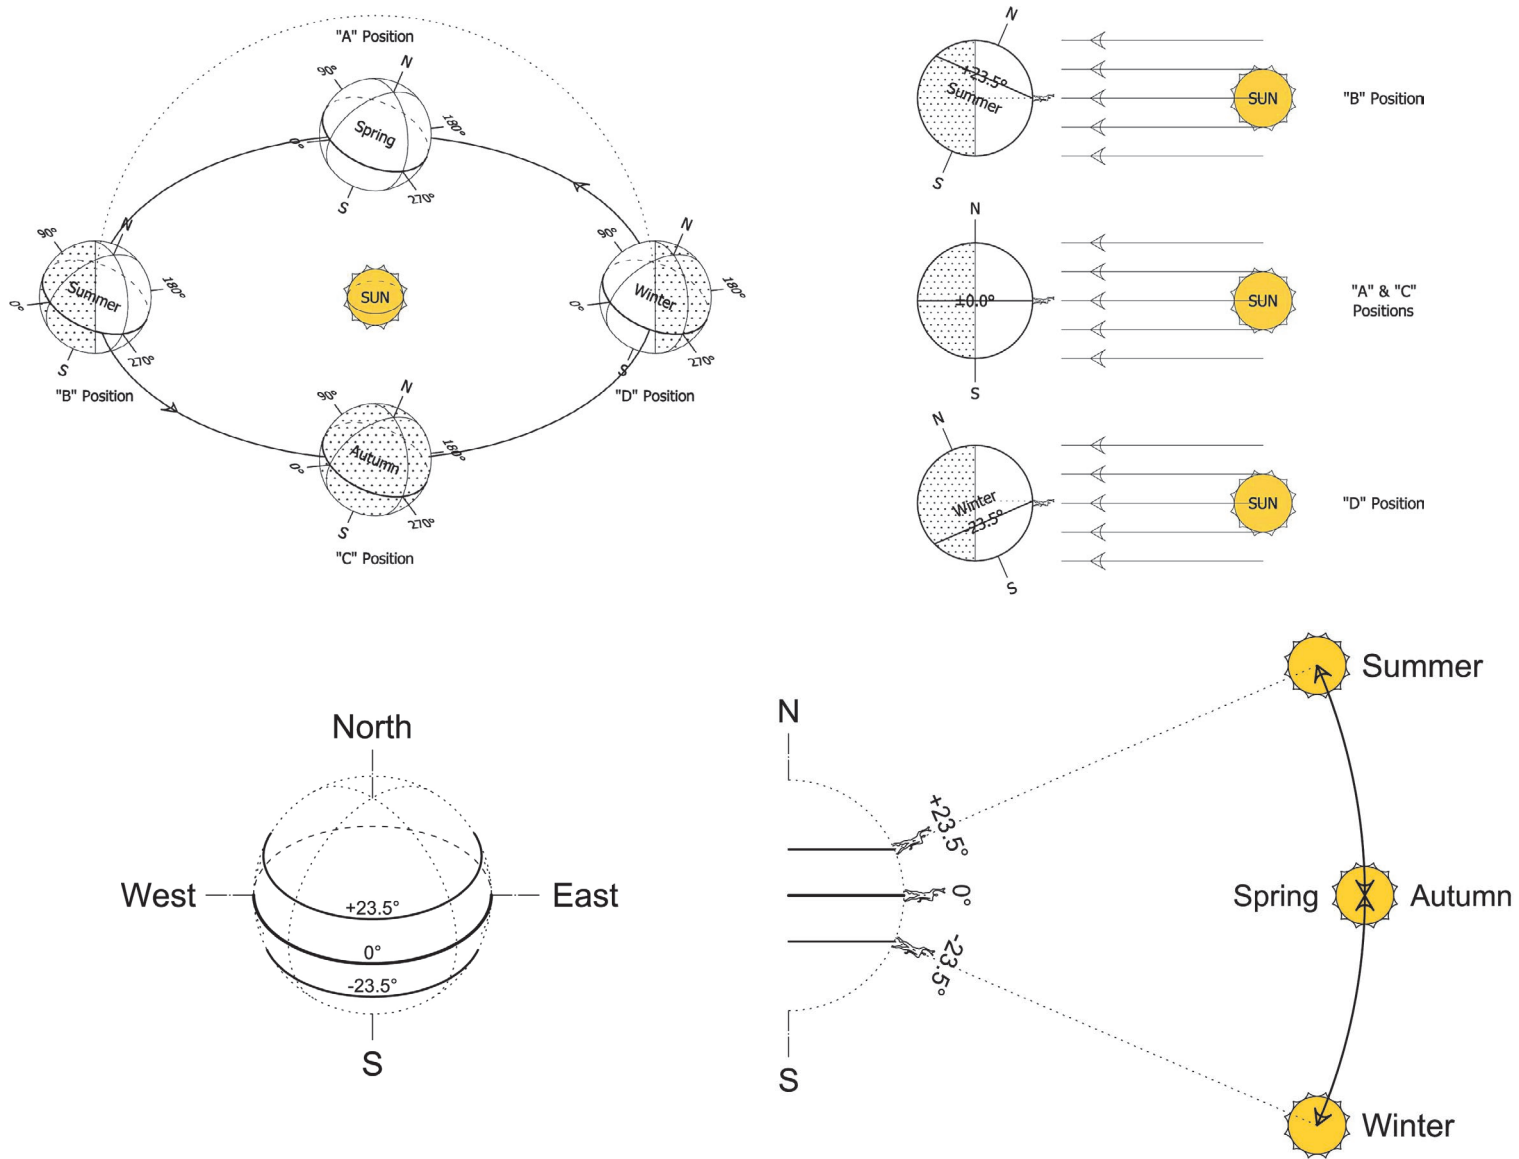 "A" Position
N
90°
Spring
180°
0°
270°
S
N
90°
Summer
180°
0°
270°
S
"B" Position
SUN
N
90°
Winter
180°
0°
270°
S
"D" Position
N
90°
Autumn
180°
0°
270°
S
"C" Position
N
+23.5°
Summer
S
SUN
"B" Position
N
±0.0°
S
SUN
"A" & "C"
Positions
N
Winter
-23.5°
S
SUN
"D" Position
North
West
East
+23.5°
0°
-23.5°
S
N
+23.5°
0°
-23.5°
S
Summer
Spring
Autumn
Winter